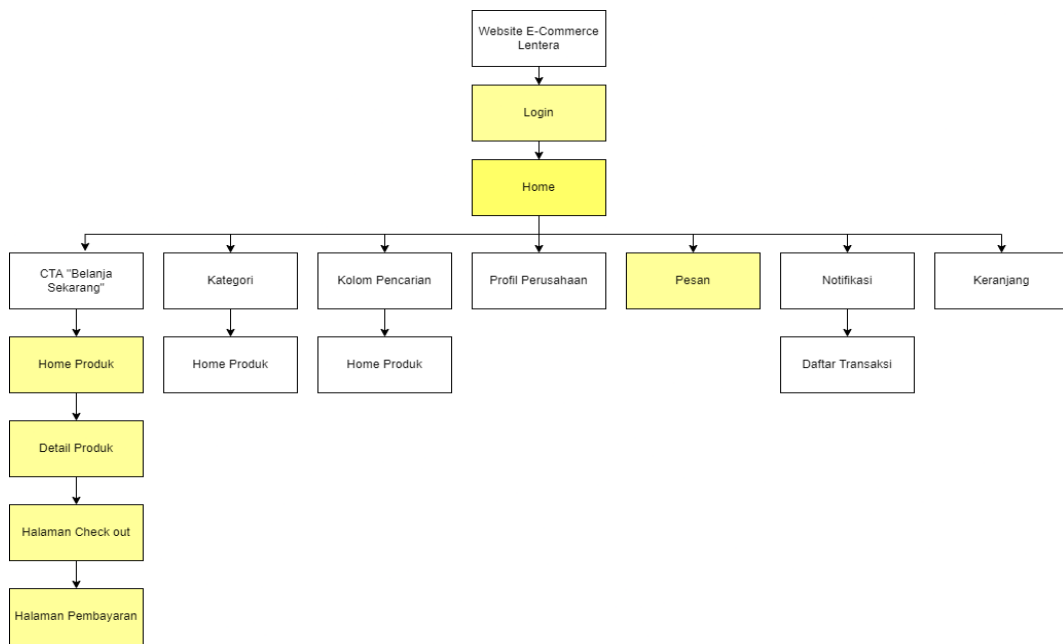 Website E-Commerce
Lentera
Login
Home
CTA "Belanja
Sekarang"
Kategori
Kolom Pencarian
Profil Perusahaan
Pesan
Notifikasi
Keranjang
Home Produk
Home Produk
Home Produk
Daftar Transaksi
Detail Produk
Halaman Check out
Halaman Pembayaran